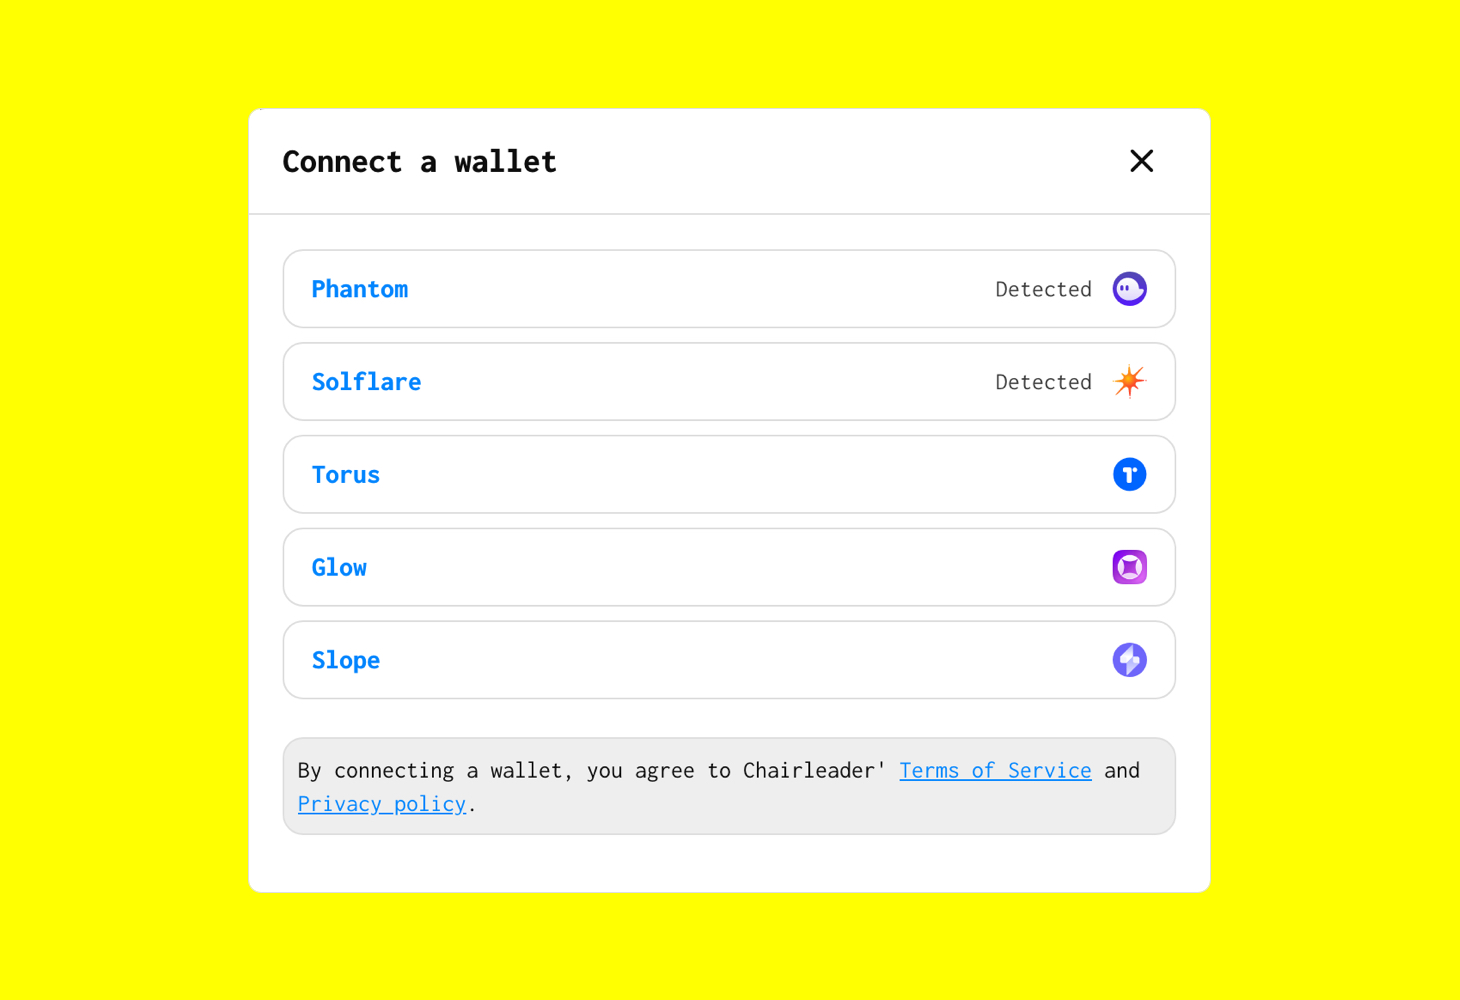 Connect a wallet
Phantom Detected
Solflare Detected
Torus
Glow
Slope
By connecting a wallet, you agree to Chairleader' Terms of Service and
Privacy policy.